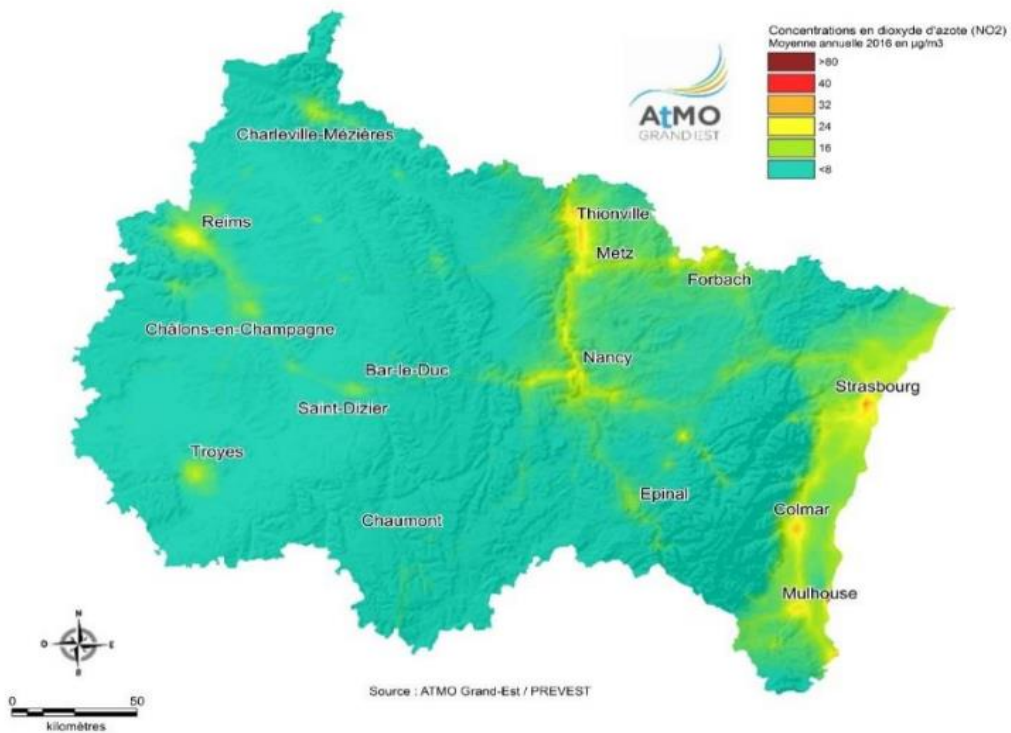 Concentrations en dioxyde d'azote (NO2)
Moyenne annuelle 2016 en µg/m3
>80
40
32
24
16
<8
AtMO
GRAND EST
Charleville-Mézières
Reims
Thionville
Metz
Forbach
Châlons-en-Champagne
Nancy
Bar-le-Duc
Strasbourg
Saint-Dizier
Troyes
Epinal
Colmar
Chaumont
Mulhouse
N
O
E
S
Source : ATMO Grand-Est / PREVEST
0
50
kilomètres